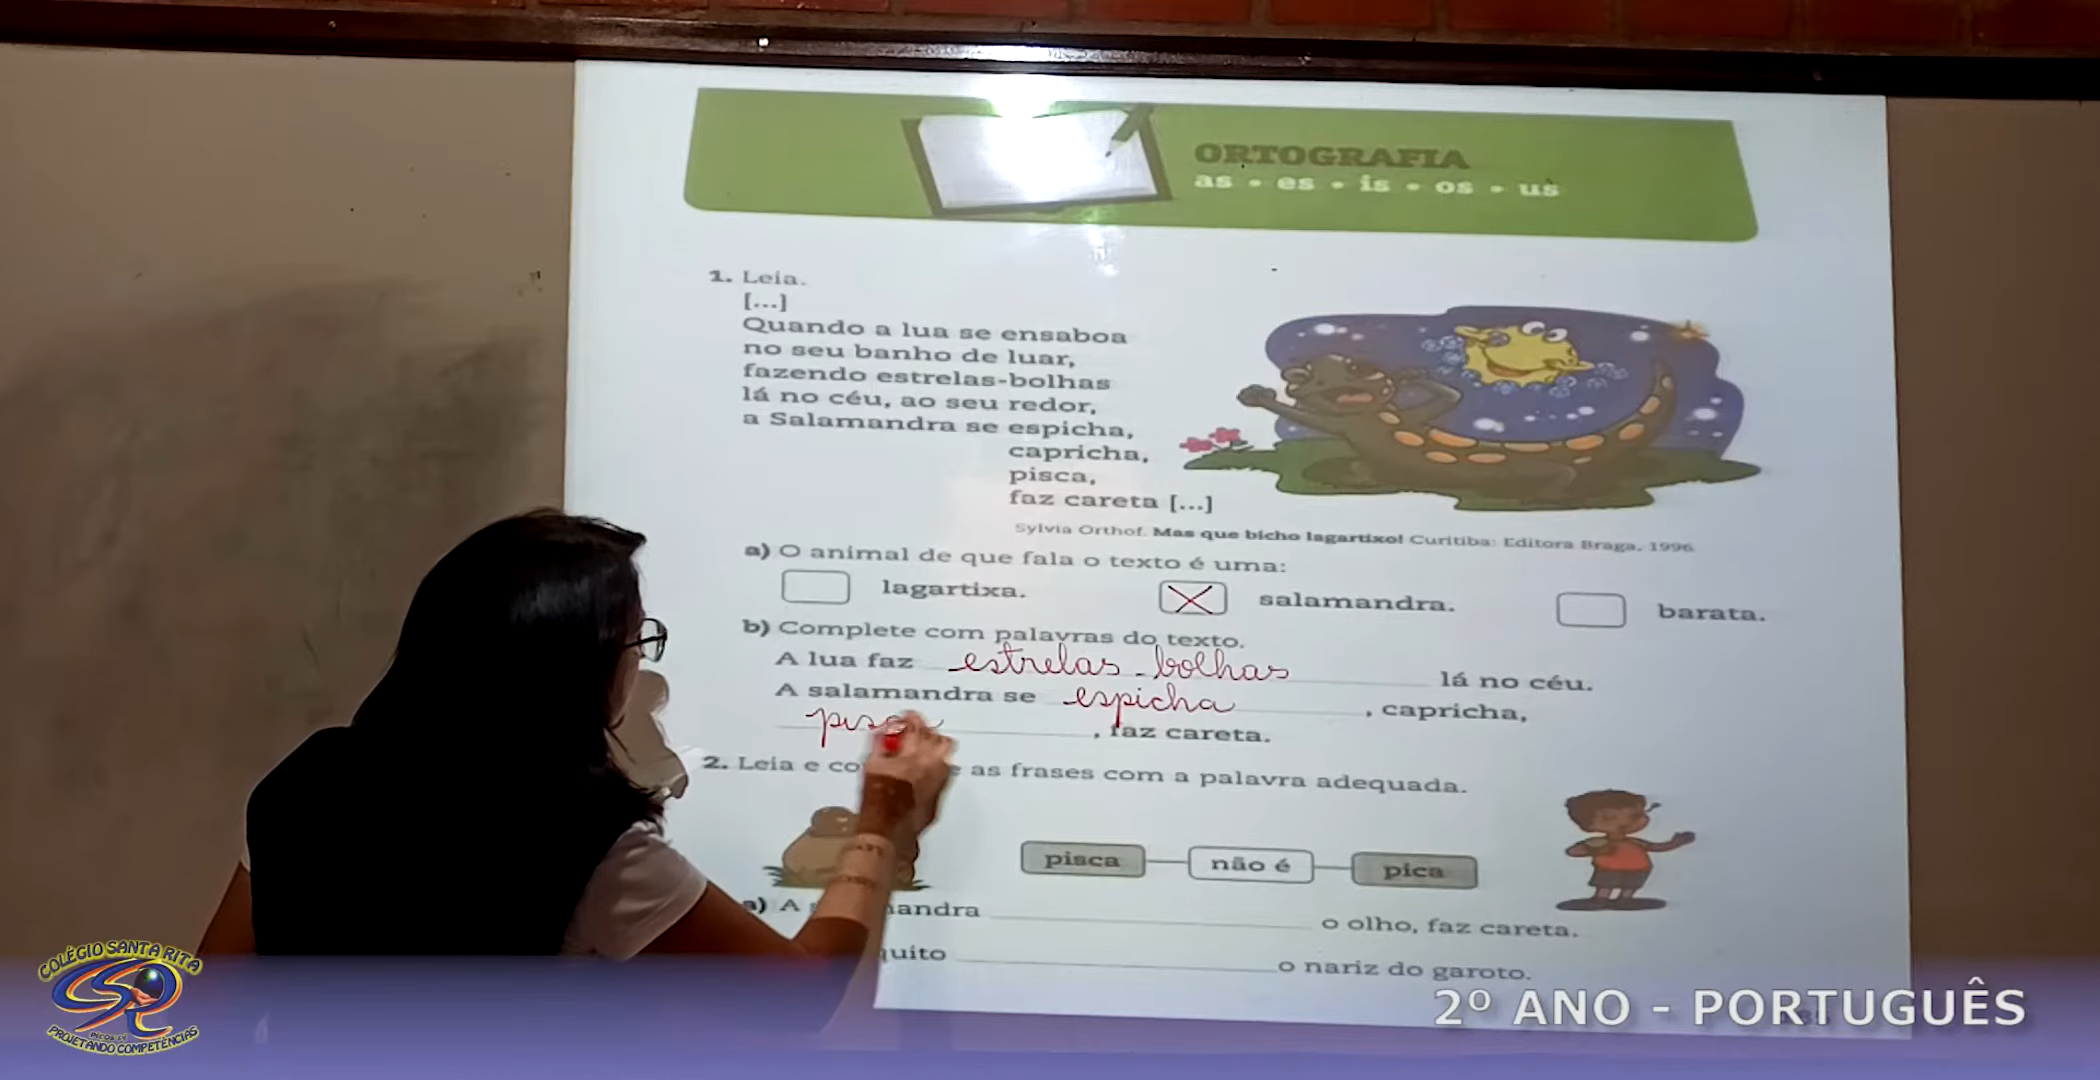 ORTOGRAFIA
as • es • is • os • us
1. Leia.
[...]
Quando a lua se ensaboa
no seu banho de luar,
fazendo estrelas-bolhas
lá no céu, ao seu redor,
a Salamandra se espicha,
capricha,
pisca,
faz careta [...]
Sylvia Orthof. Mas que bicho lagartixo! Curitiba: Editora Braga, 1996
a) O animal de que fala o texto é uma:
lagartixa. salamandra. barata.
b) Complete com palavras do texto.
A lua faz estrelas-bolhas lá no céu.
A salamandra se espicha, capricha,
, faz careta.
2. Leia e as frases com a palavra adequada.
pisca não é pica
a) A o olho, faz careta.
o nariz do garoto.
COLÉGIO SANTA RITA
PROJETANDO COMPETÊNCIAS
2º ANO - PORTUGUÊS